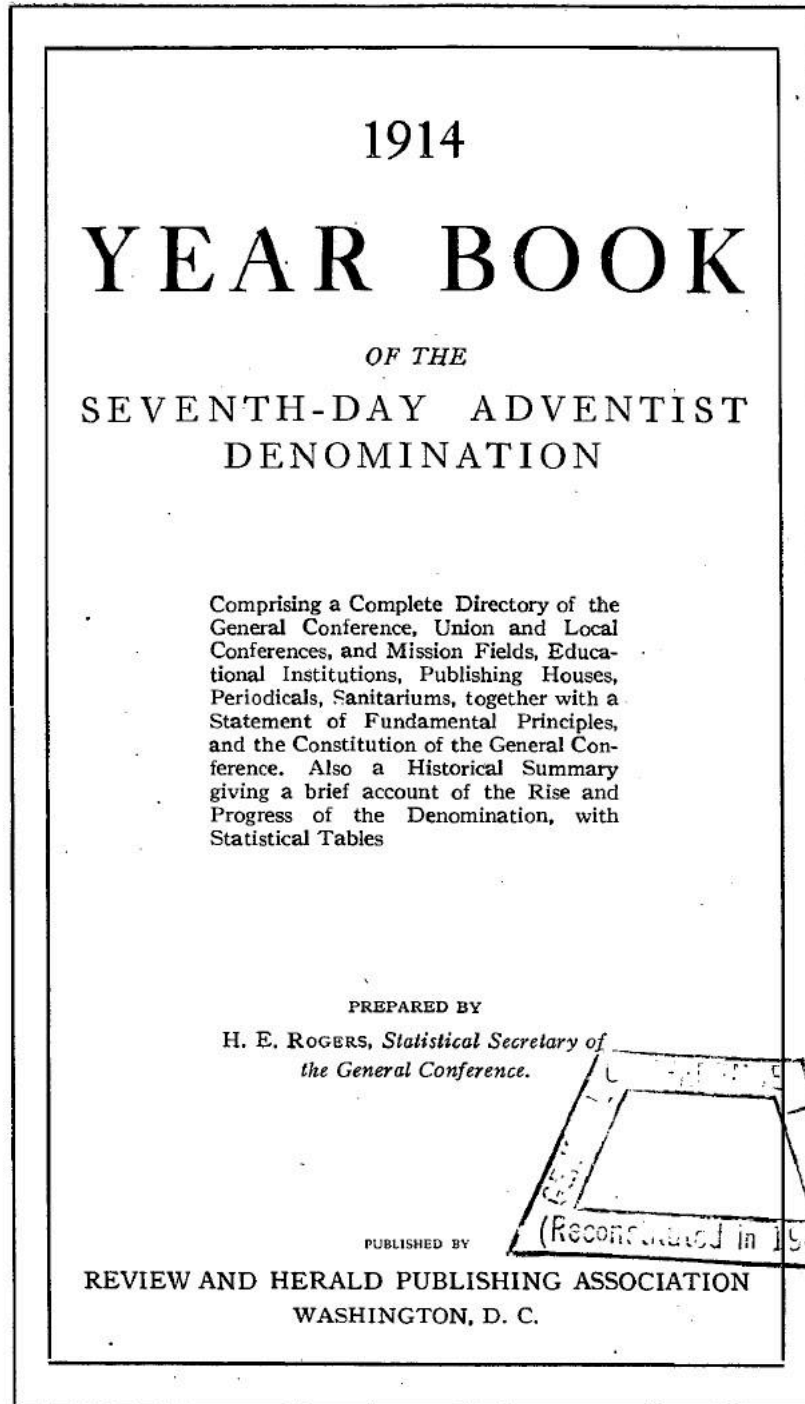 1914
YEAR BOOK
OF THE
SEVENTH-DAY ADVENTIST
DENOMINATION
Comprising a Complete Directory of the
General Conference, Union and Local
Conferences, and Mission Fields, Educa-
tional Institutions, Publishing Houses,
Periodicals, Sanitariums, together with a
Statement of Fundamental Principles,
and the Constitution of the General Con-
ference. Also a Historical Summary
giving a brief account of the Rise and
Progress of the Denomination, with
Statistical Tables
PREPARED BY
H. E. ROGERS, Statistical Secretary of
the General Conference.
(Reconstituted in 19
PUBLISHED BY
REVIEW AND HERALD PUBLISHING ASSOCIATION
WASHINGTON, D. C.